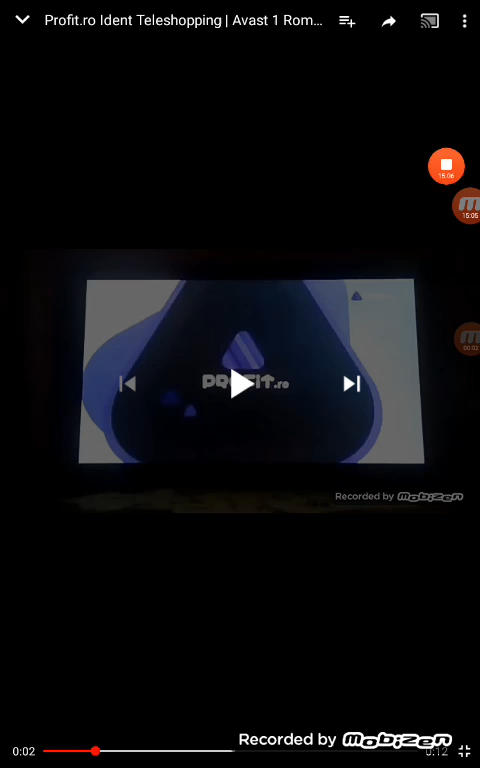 Profit.ro Ident Teleshopping | Avast 1 Rom...
15:06
15:05
00:02
PROFIT.ro
Recorded by mobizen
0:02
Recorded by mobizen
0:12